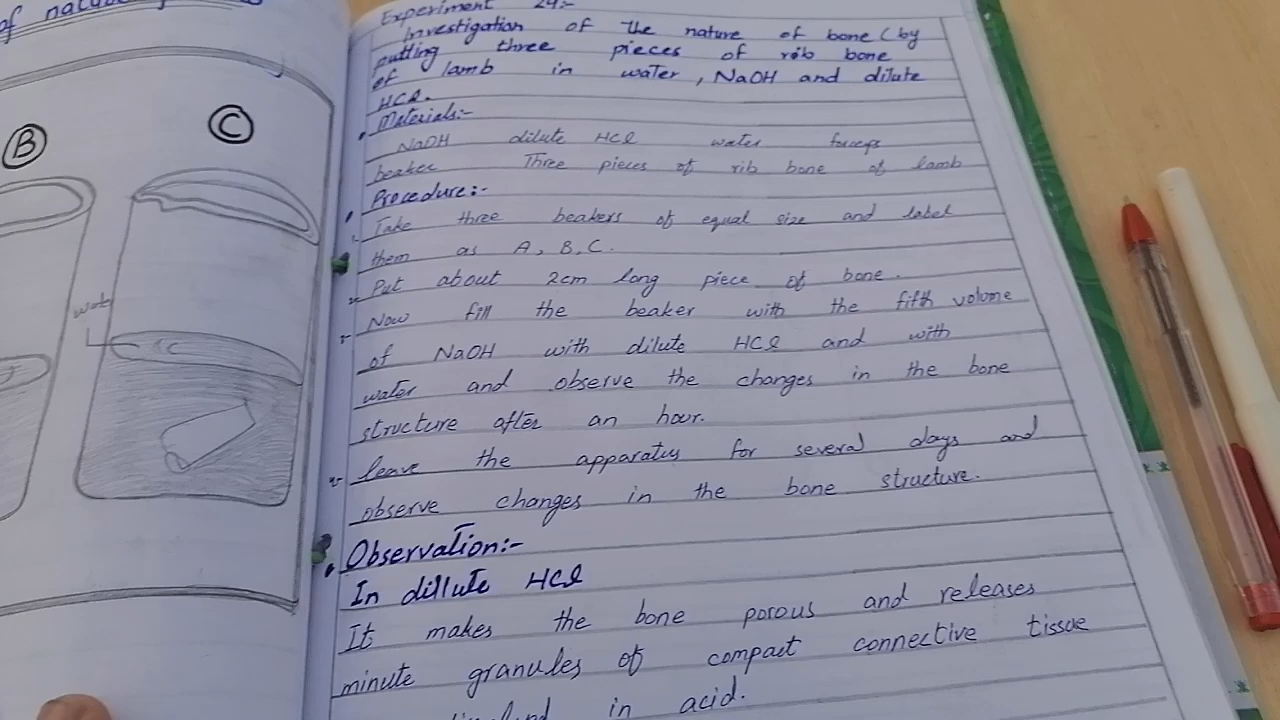 of natu
B
C
wat
Experiment 24:-
Investigation of the nature of bone (by
putting three pieces of rib bone
of lamb in water, NaOH and dilute
HCl.
Materials:-
NaOH dilute HCl water forceps
beaker Three pieces of rib bone of lamb
Procedure:-
Take three beakers of equal size and label
them as A, B, C.
Put about 2cm long piece of bone.
Now fill the beaker with the fifth volume
of NaOH with dilute HCl and with
water and observe the changes in the bone
structure after an hour.
leave the apparatus for several days and
observe changes in the bone structure.
Observation:-
In dillute HCl
It makes the bone porous and releases
minute granules of compact connective tissue
in acid.